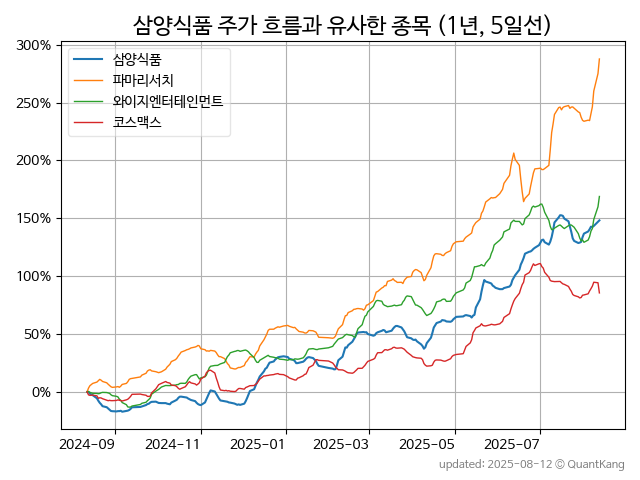 삼양식품 주가 흐름과 유사한 종목 (1년, 5일선)
300%
250%
200%
150%
100%
50%
0%
삼양식품
파마리서치
와이지엔터테인먼트
코스맥스
2024-09 2024-11 2025-01 2025-03 2025-05 2025-07
updated: 2025-08-12 © QuantKang